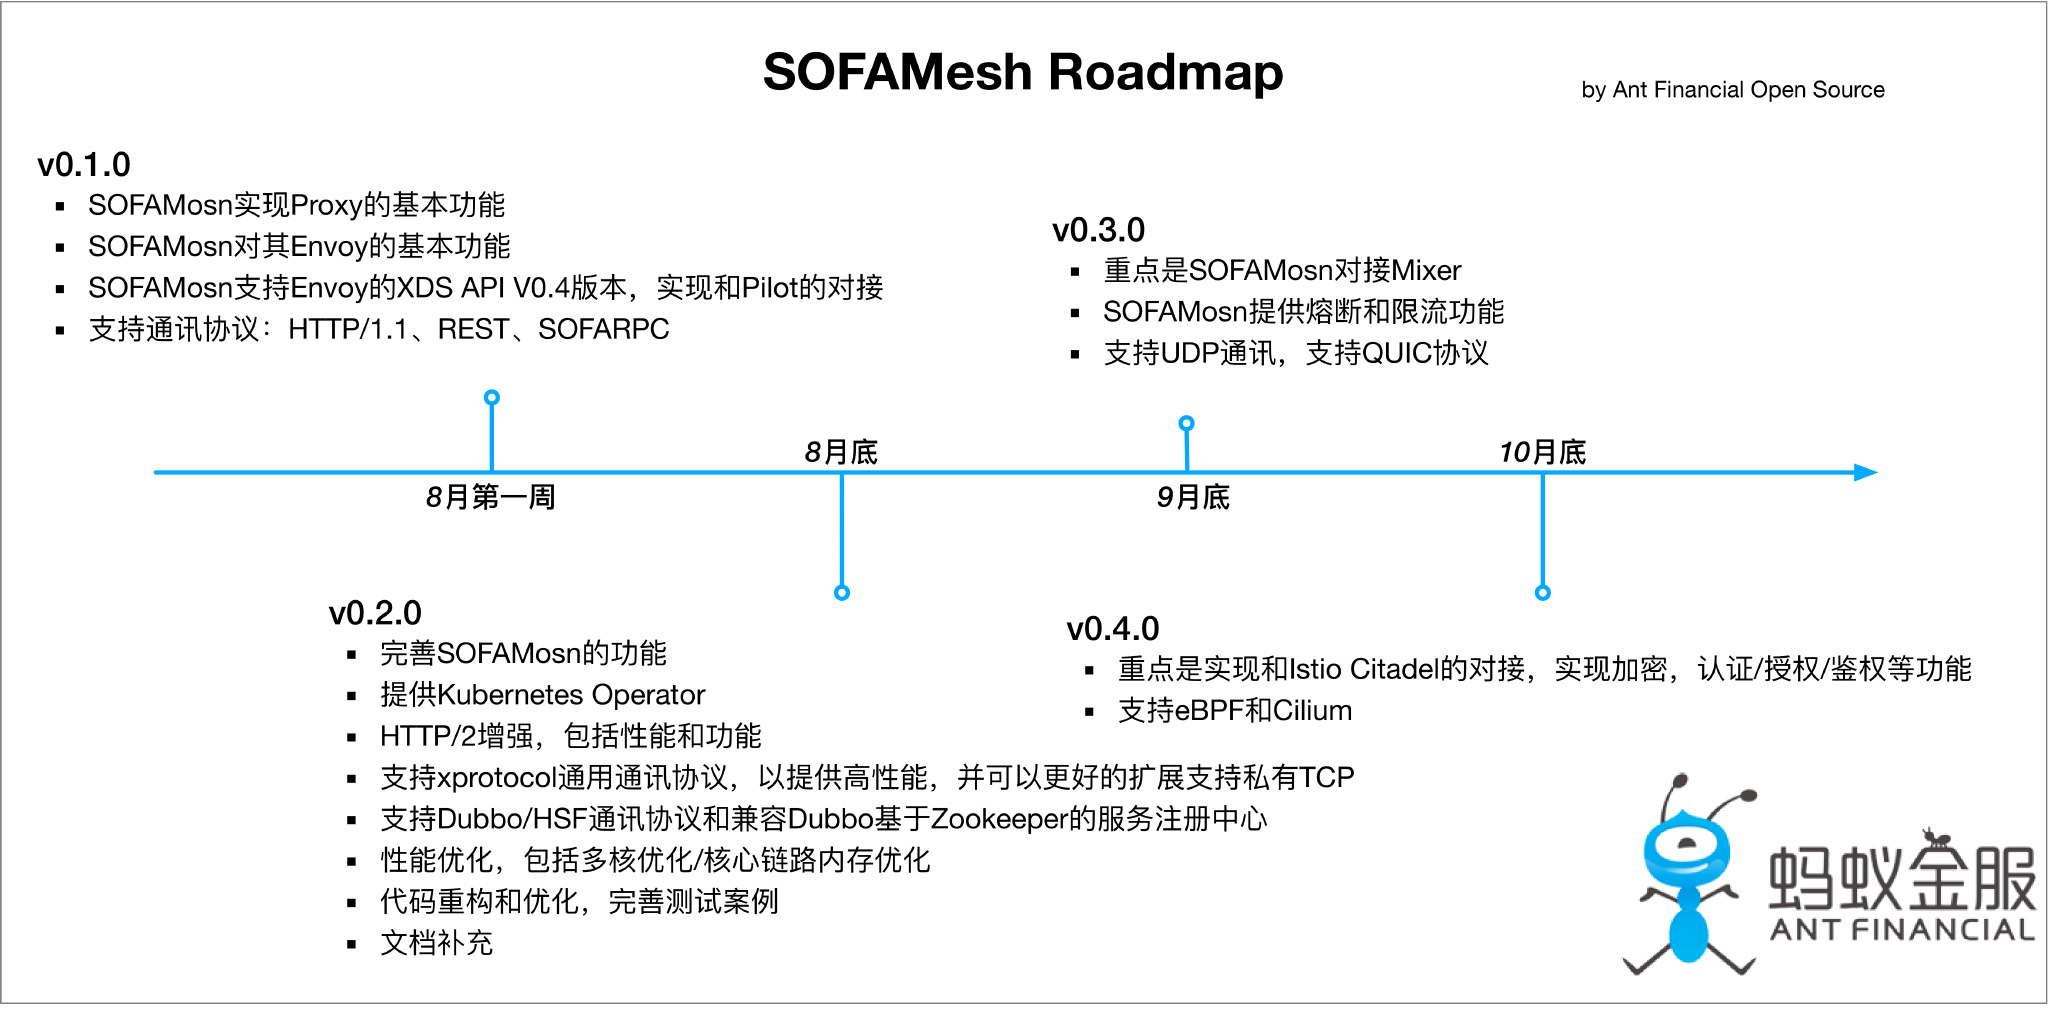 SOFAMesh Roadmap
by Ant Financial Open Source
v0.1.0
▪ SOFAMosn实现Proxy的基本功能
▪ SOFAMosn对其Envoy的基本功能
▪ SOFAMosn支持Envoy的XDS API V0.4版本，实现和Pilot的对接
▪ 支持通讯协议：HTTP/1.1、REST、SOFARPC
v0.3.0
▪ 重点是SOFAMosn对接Mixer
▪ SOFAMosn提供熔断和限流功能
▪ 支持UDP通讯，支持QUIC协议
8月第一周
8月底
9月底
10月底
v0.2.0
▪ 完善SOFAMosn的功能
▪ 提供Kubernetes Operator
▪ HTTP/2增强，包括性能和功能
▪ 支持xprotocol通用通讯协议，以提供高性能，并可以更好的扩展支持私有TCP
▪ 支持Dubbo/HSF通讯协议和兼容Dubbo基于Zookeeper的服务注册中心
▪ 性能优化，包括多核优化/核心链路内存优化
▪ 代码重构和优化，完善测试案例
▪ 文档补充
v0.4.0
▪ 重点是实现和Istio Citadel的对接，实现加密，认证/授权/鉴权等功能
▪ 支持eBPF和Cilium
蚂蚁金服
ANT FINANCIAL